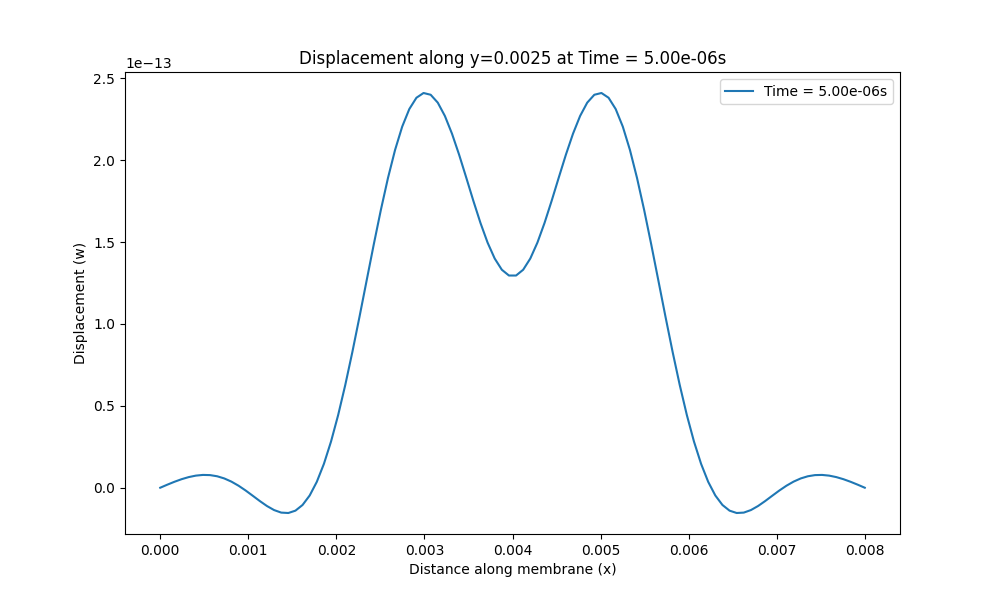 Displacement along y=0.0025 at Time = 5.00e-06s
1e−13
Time = 5.00e-06s
2.5
2.0
1.5
1.0
0.5
0.0
Displacement (w)
0.000 0.001 0.002 0.003 0.004 0.005 0.006 0.007 0.008
Distance along membrane (x)